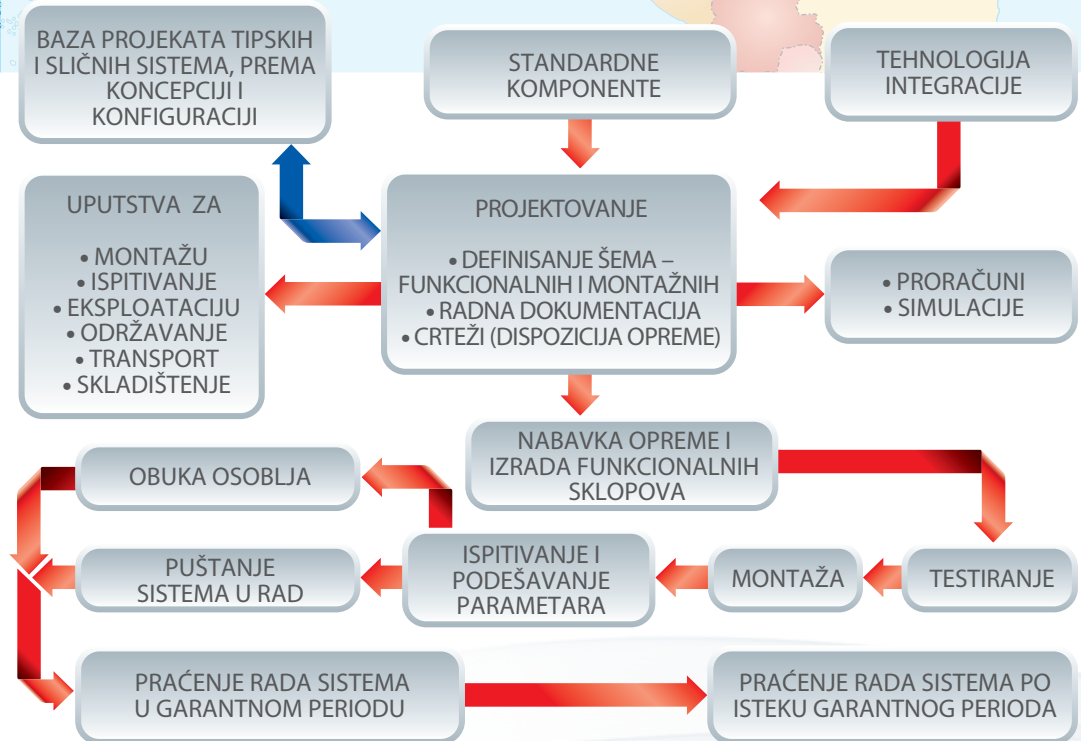 BAZA PROJEKATA TIPSKIH
I SLIČNIH SISTEMA, PREMA
KONCEPCIJI I
KONFIGURACIJI
STANDARDNE
KOMPONENTE
TEHNOLOGIJA
INTEGRACIJE
UPUTSTVA ZA
• MONTAŽU
• ISPITIVANJE
• EKSPLOATACIJU
• ODRŽAVANJE
• TRANSPORT
• SKLADIŠTENJE
PROJEKTOVANJE
• DEFINISANJE ŠEMA –
FUNKCIONALNIH I MONTAŽNIH
• RADNA DOKUMENTACIJA
• CRTEŽI (DISPOZICIJA OPREME)
• PRORAČUNI
• SIMULACIJE
NABAVKA OPREME I
IZRADA FUNKCIONALNIH
SKLOPOVA
OBUKA OSOBLJA
PUŠTANJE
SISTEMA U RAD
ISPITIVANJE I
PODEŠAVANJE
PARAMETARA
MONTAŽA
TESTIRANJE
PRAĆENJE RADA SISTEMA
U GARANTNOM PERIODU
PRAĆENJE RADA SISTEMA PO
ISTEKU GARANTNOG PERIODA